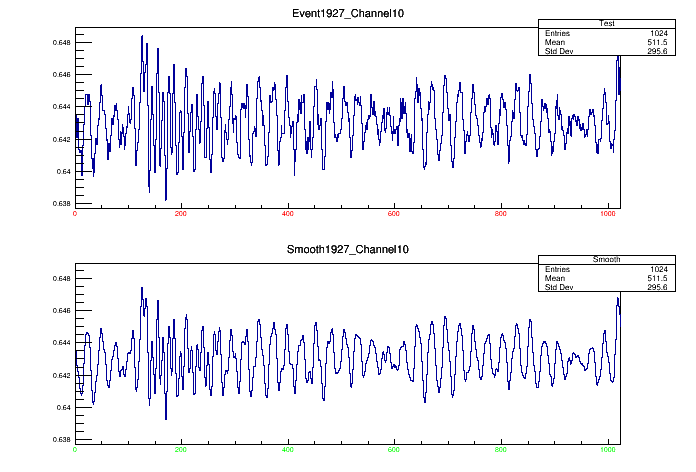 Event1927_Channel10
Test
Entries 1024
Mean 511.5
Std Dev 295.6
0.648
0.646
0.644
0.642
0.64
0.638
0 200 400 600 800 1000
Smooth1927_Channel10
Smooth
Entries 1024
Mean 511.5
Std Dev 295.6
0.648
0.646
0.644
0.642
0.64
0.638
0 200 400 600 800 1000